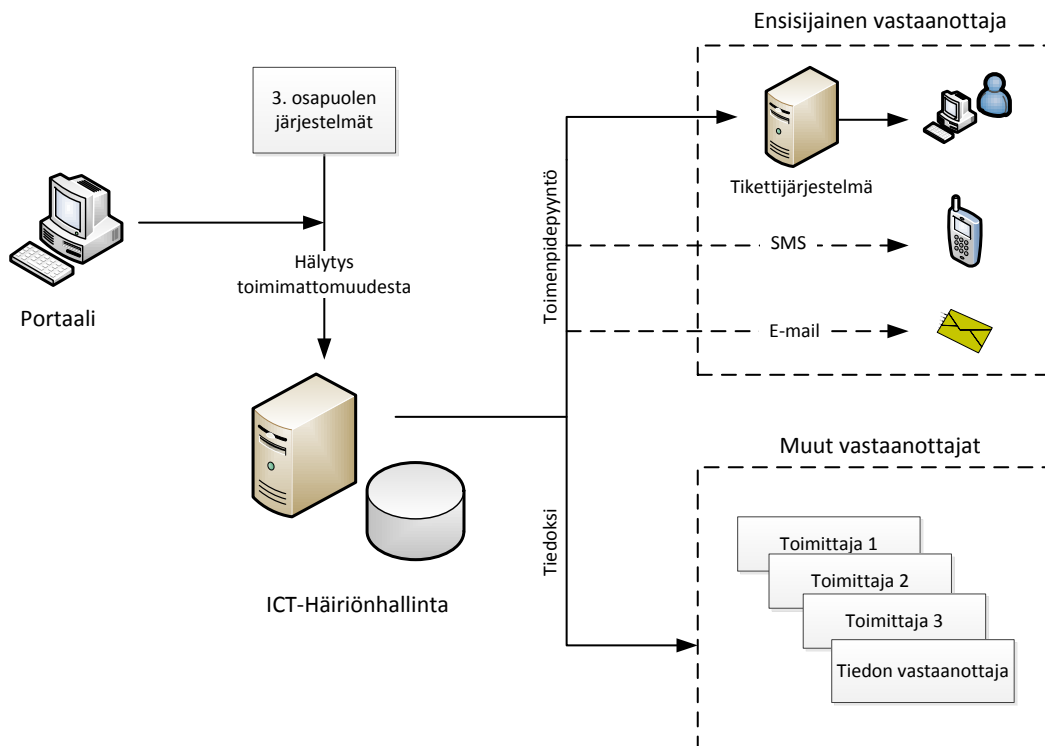 Ensisijainen vastaanottaja
3. osapuolen
järjestelmät
Tikettijärjestelmä
Toimenpidepyyntö
SMS
Hälytys
toimimattomuudesta
Portaali
E-mail
Muut vastaanottajat
Tiedoksi
Toimittaja 1
Toimittaja 2
Toimittaja 3
Tiedon vastaanottaja
ICT-Häiriönhallinta